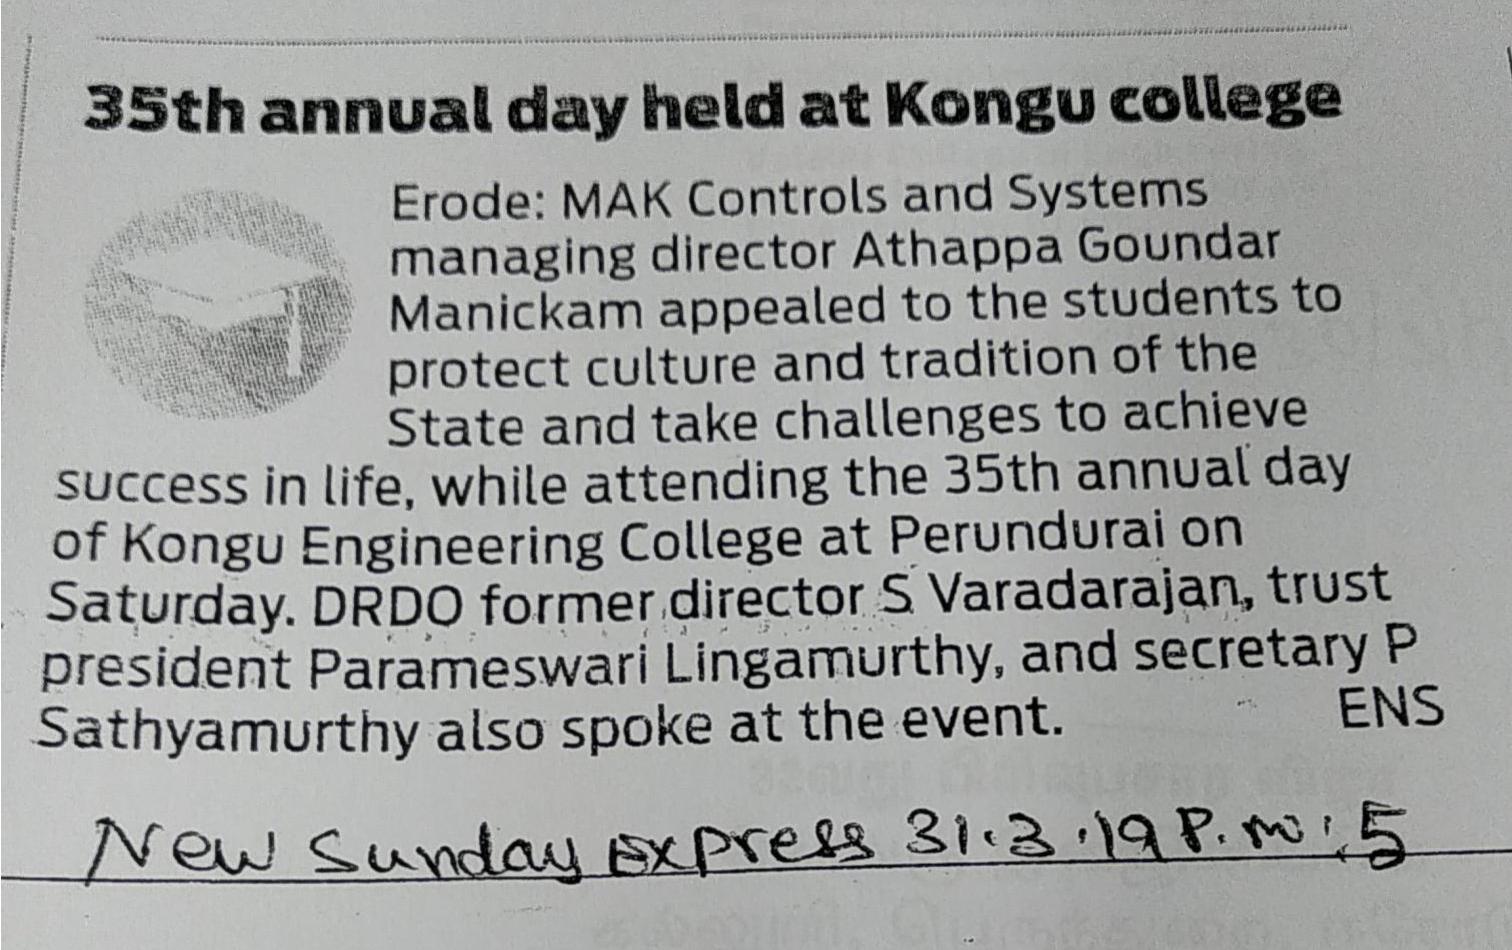 35th annual day held at Kongu college
Erode: MAK Controls and Systems
managing director Athappa Goundar
Manickam appealed to the students to
protect culture and tradition of the
State and take challenges to achieve
success in life, while attending the 35th annual day
of Kongu Engineering College at Perundurai on
Saturday. DRDO former director S Varadarajan, trust
president Parameswari Lingamurthy, and secretary P
Sathyamurthy also spoke at the event. ENS
New Sunday Express 31.3.19 P.no:5